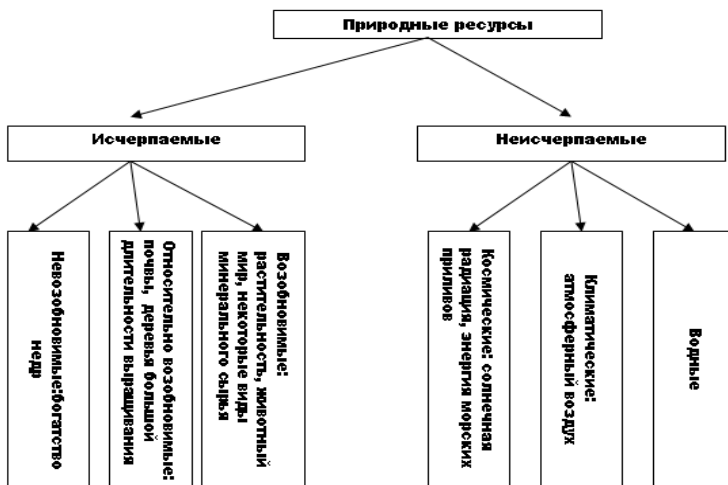 Природные ресурсы
Исчерпаемые
Неисчерпаемые
Невозобновимые:богатство
недр
Относительно возобновимые:
почвы, деревья большой
длительности выращивания
Возобновимые:
растительность, животный
мир, некоторые виды
минерального сырья
Космические: солнечная
радиация, энергия морских
приливов
Климатические:
атмосферный воздух
Водные